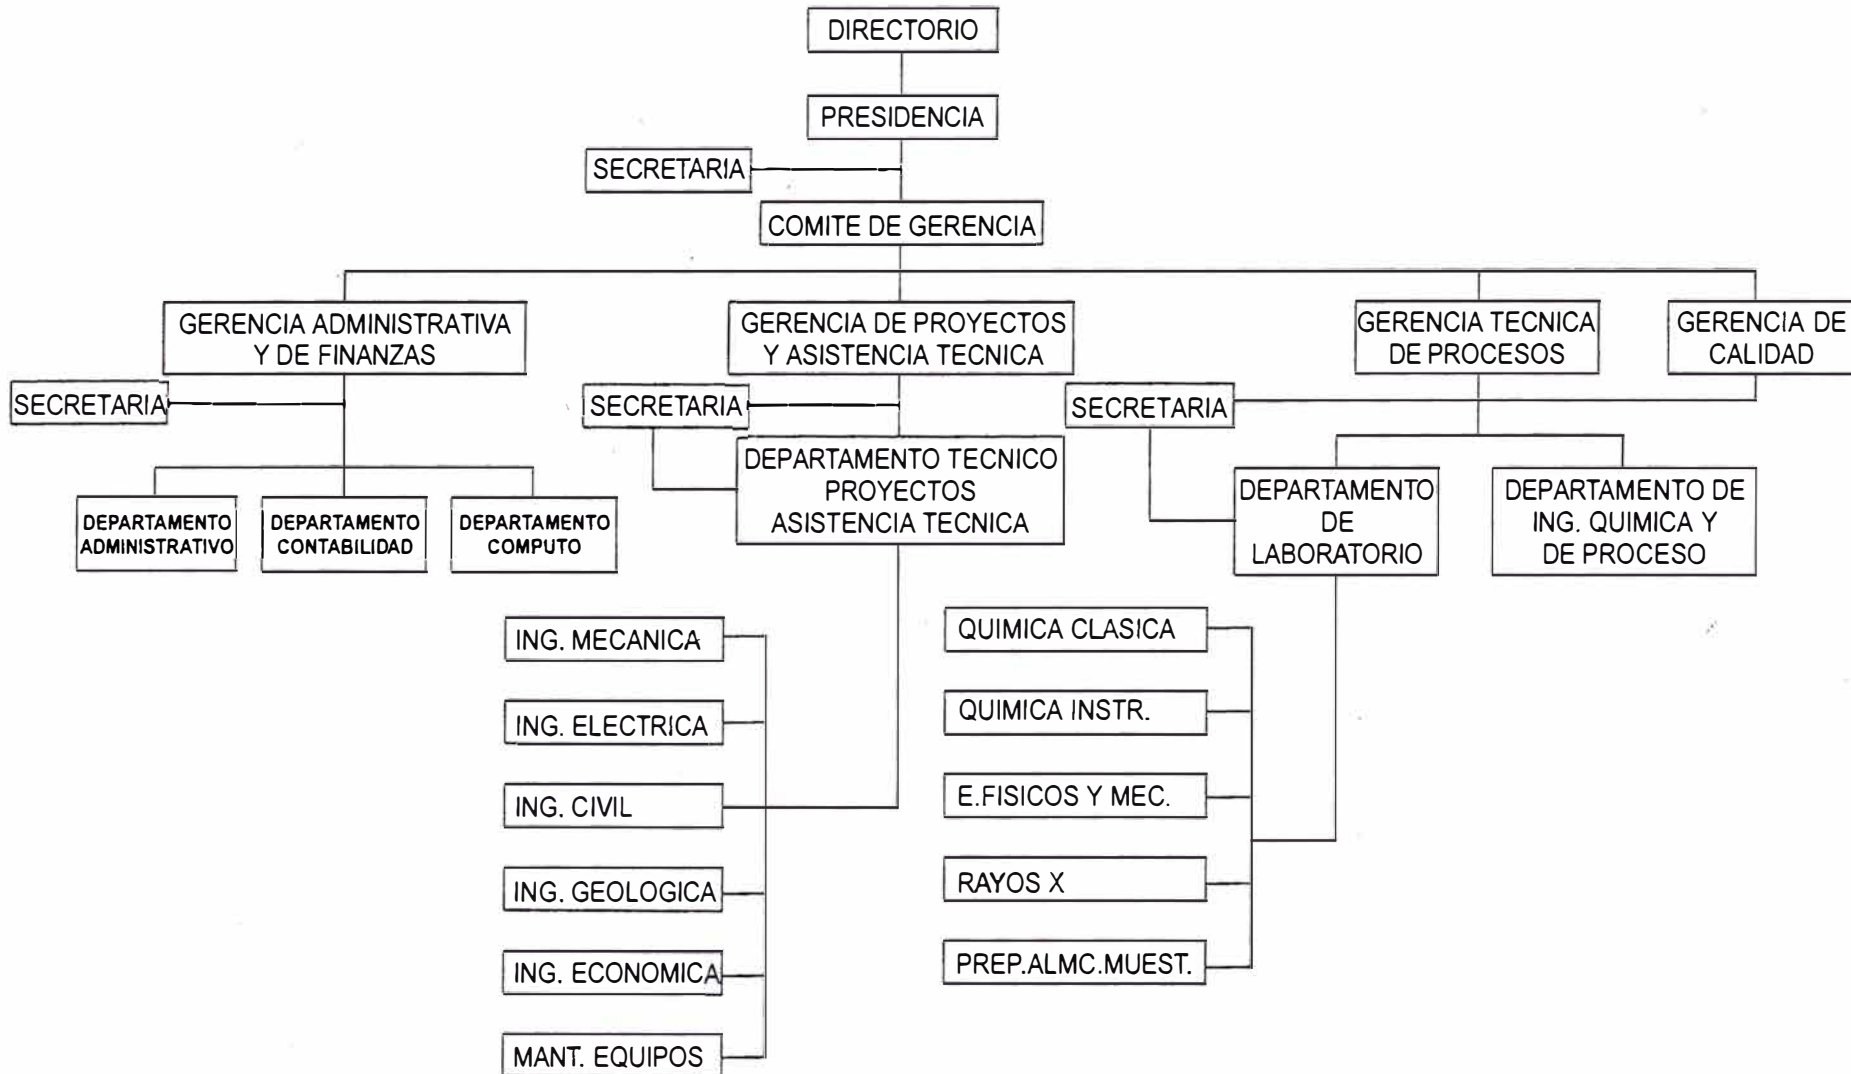 DIRECTORIO
PRESIDENCIA
SECRETARIA
COMITE DE GERENCIA
GERENCIA ADMINISTRATIVA
Y DE FINANZAS
GERENCIA DE PROYECTOS
Y ASISTENCIA TECNICA
GERENCIA TECNICA
DE PROCESOS
GERENCIA DE
CALIDAD
SECRETARIA
SECRETARIA
SECRETARIA
DEPARTAMENTO
ADMINISTRATIVO
DEPARTAMENTO
CONTABILIDAD
DEPARTAMENTO
COMPUTO
DEPARTAMENTO TECNICO
PROYECTOS
ASISTENCIA TECNICA
DEPARTAMENTO
DE
LABORATORIO
DEPARTAMENTO DE
ING. QUIMICA Y
DE PROCESO
ING. MECANICA
ING. ELECTRICA
ING. CIVIL
ING. GEOLOGICA
ING. ECONOMICA
MANT. EQUIPOS
QUIMICA CLASICA
QUIMICA INSTR.
E.FISICOS Y MEC.
RAYOS X
PREP.ALMC.MUEST.